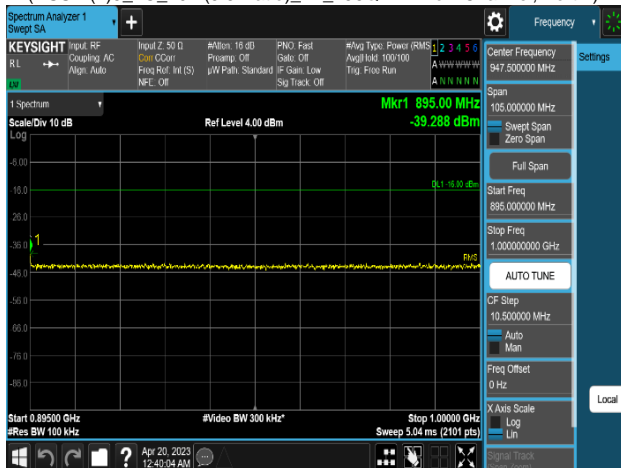 Spectrum Analyzer 1
Swept SA
+
Frequency
KEYSIGHT
RL
Input: RF
Coupling: AC
Align: Auto
Input Z: 50 Ω
Corr CCorr
Freq Ref: Int (S)
NFE: Off
#Atten: 16 dB
Preamp: Off
µW Path: Standard
PNO: Fast
Gate: Off
IF Gain: Low
Sig Track: Off
#Avg Type: Power (RMS
Avg|Hold: 100/100
Trig: Free Run
1 2 3 4 5 6
A W W W W W
A N N N N N
Center Frequency
947.500000 MHz
Settings
Span
105.000000 MHz
Swept Span
Zero Span
Full Span
Start Freq
895.000000 MHz
Stop Freq
1.000000000 GHz
AUTO TUNE
CF Step
10.500000 MHz
Auto
Man
Freq Offset
0 Hz
X Axis Scale
Log
Lin
Signal Track
Local
1 Spectrum
Scale/Div 10 dB
Log
Ref Level 4.00 dBm
Mkr1 895.00 MHz
-39.288 dBm
DL1 -16.00 dBm
RMS
1
-6.00
-16.0
-26.0
-36.0
-46.0
-56.0
-66.0
-76.0
-86.0
Start 0.89500 GHz
#Res BW 100 kHz
#Video BW 300 kHz*
Stop 1.00000 GHz
Sweep 5.04 ms (2101 pts)
?
Apr 20, 2023
12:40:04 AM